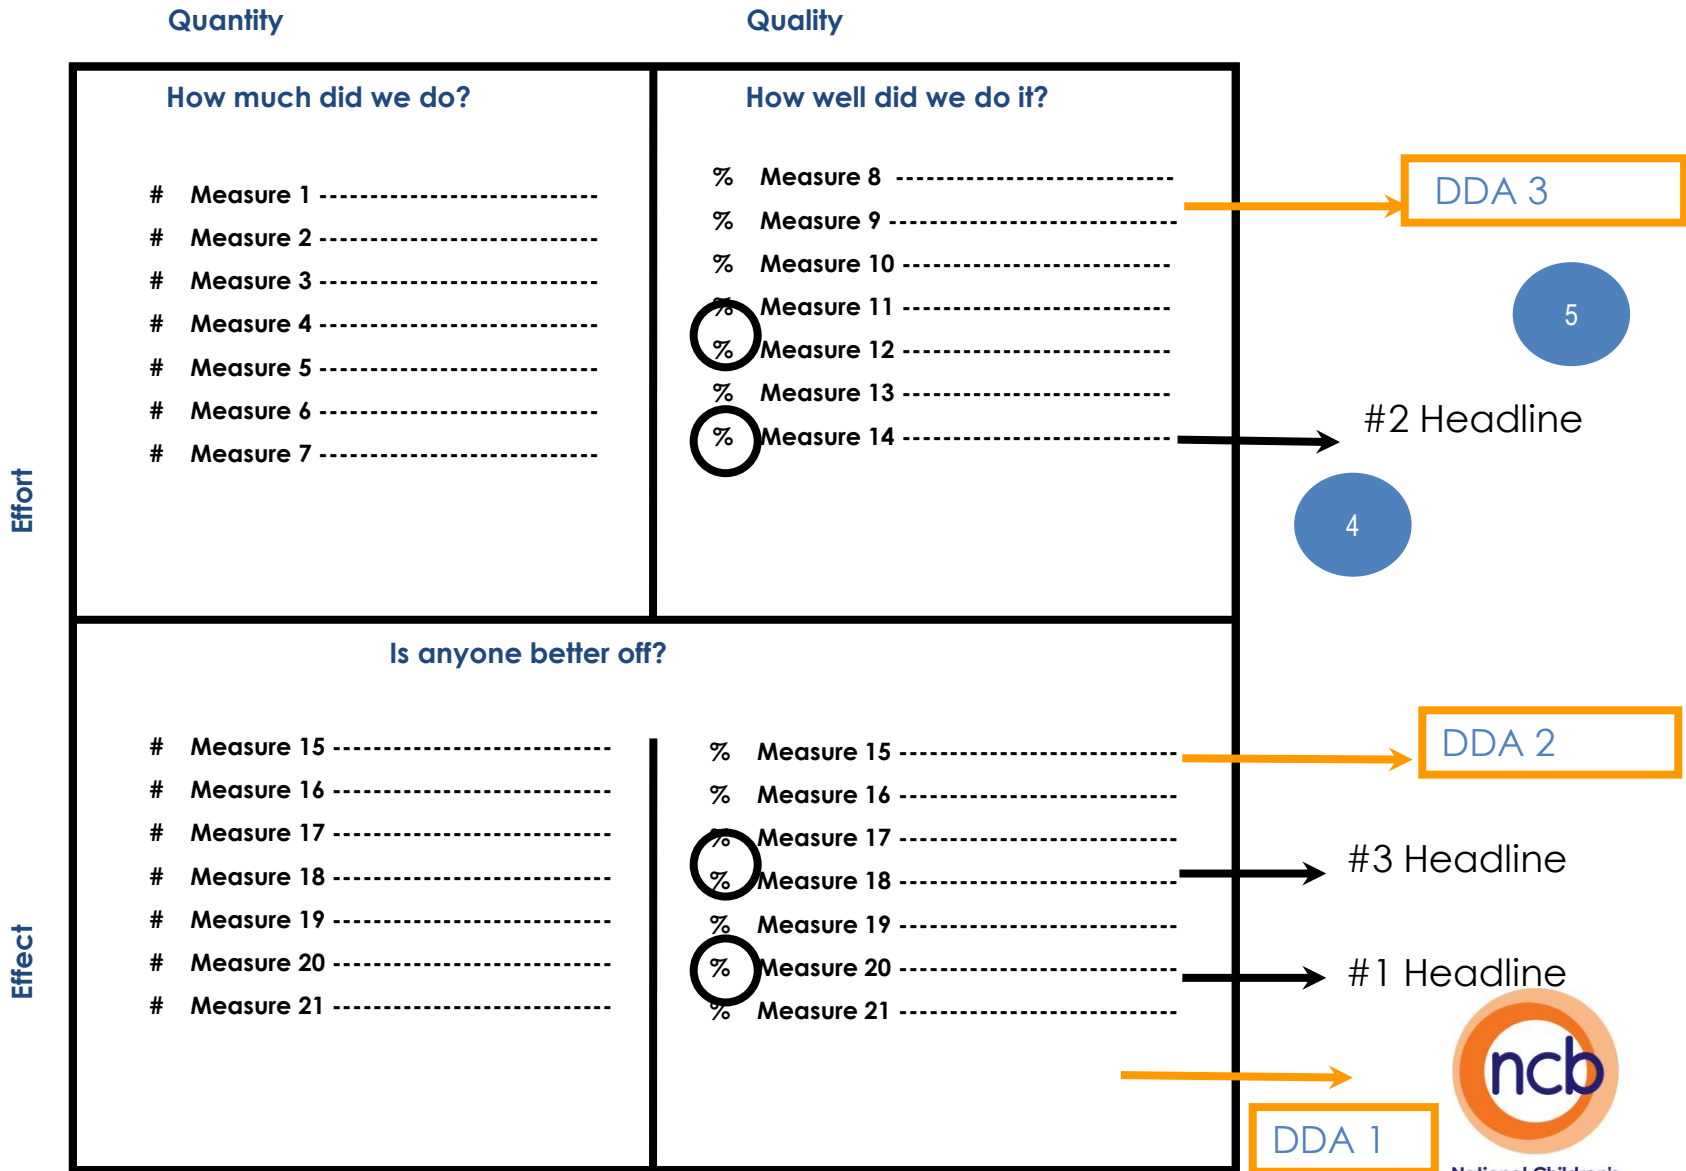 Quantity
Quality
How much did we do?
# Measure 1 -----------------------------
# Measure 2 -----------------------------
# Measure 3 -----------------------------
# Measure 4 -----------------------------
# Measure 5 -----------------------------
# Measure 6 -----------------------------
# Measure 7 -----------------------------
How well did we do it?
% Measure 8 -----------------------------
% Measure 9 -----------------------------
% Measure 10 ----------------------------
% Measure 11 ----------------------------
% Measure 12 ----------------------------
% Measure 13 ----------------------------
% Measure 14 ----------------------------
DDA 3
5
#2 Headline
4
Effort
Is anyone better off?
# Measure 15 -----------------------------
# Measure 16 -----------------------------
# Measure 17 -----------------------------
# Measure 18 -----------------------------
# Measure 19 -----------------------------
# Measure 20 -----------------------------
# Measure 21 -----------------------------
% Measure 15 -----------------------------
% Measure 16 -----------------------------
% Measure 17 -----------------------------
% Measure 18 -----------------------------
% Measure 19 -----------------------------
% Measure 20 -----------------------------
% Measure 21 -----------------------------
DDA 2
#3 Headline
#1 Headline
Effect
ncb
DDA 1
National Children's